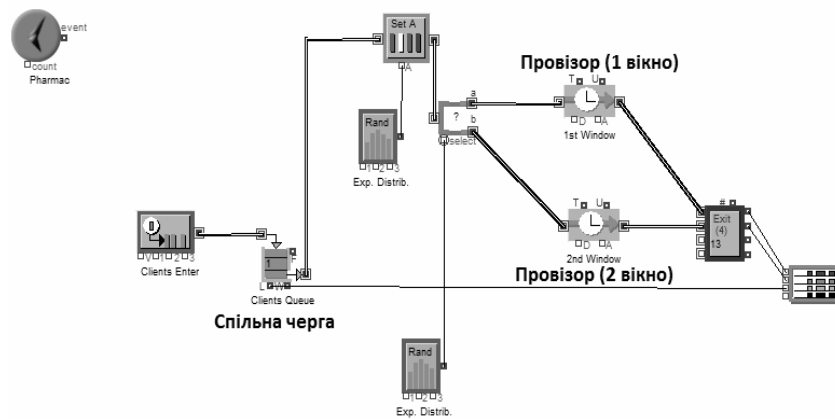 event
count
Pharmac
Set A
A
Rand
1 2 3
Exp. Distrib.
a
?
b
select
Провізор (1 вікно)
T U
D A
1st Window
T U
D A
2nd Window
Провізор (2 вікно)
#
Exit
(4)
13
0
V 1 2 3
Clients Enter
1
F
L W
Clients Queue
Спільна черга
Rand
1 2 3
Exp. Distrib.